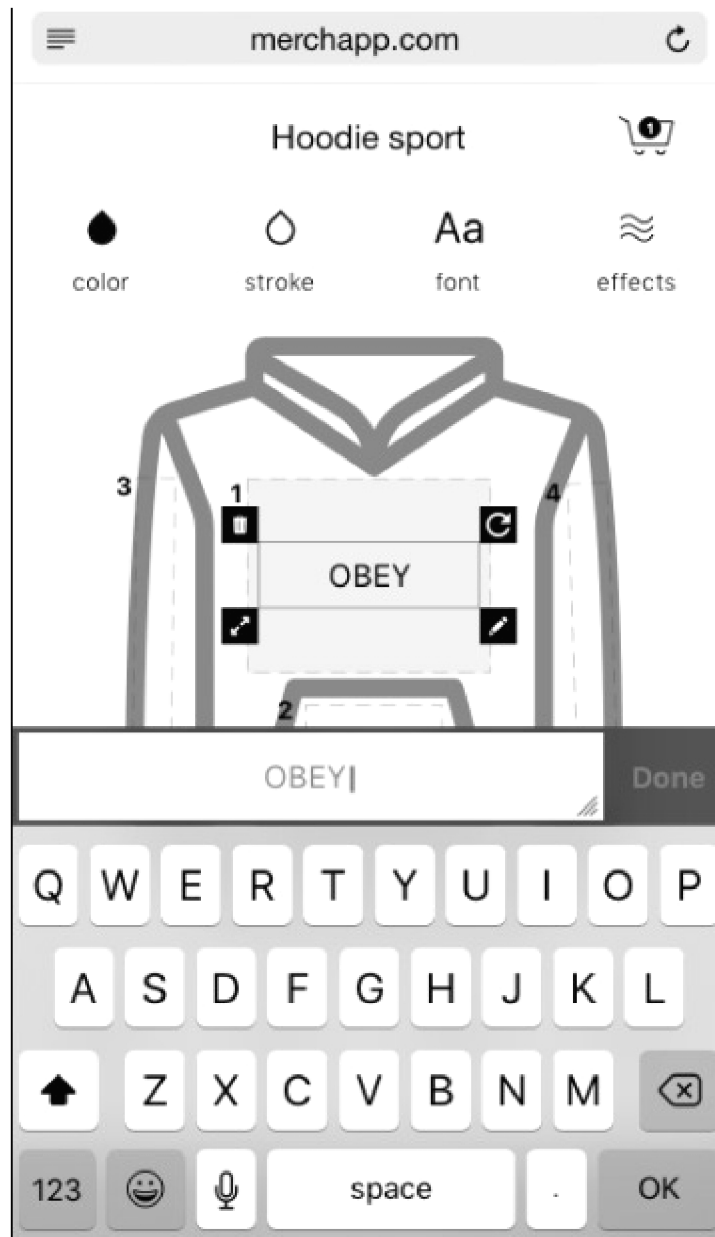 merchapp.com
Hoodie sport
1
Aa
color stroke font effects
3 1 4
OBEY
2
OBEY Done
Q W E R T Y U I O P
A S D F G H J K L
Z X C V B N M
123 space . OK